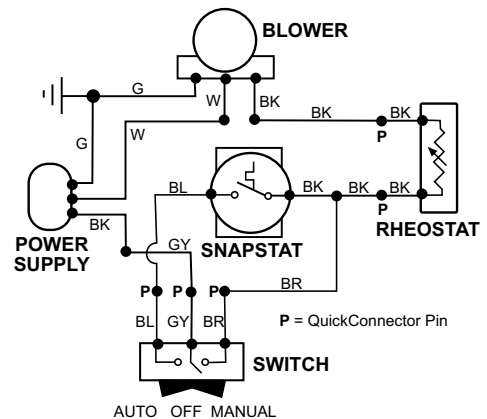 BLOWER
G
W
BK
BK
BK
P
G
W
BL
BK
BK
BK
P
RHEOSTAT
SNAPSTAT
POWER
SUPPLY
BK
GY
BR
P
P
P
BL
GY
BR
P = QuickConnector Pin
SWITCH
AUTO OFF MANUAL